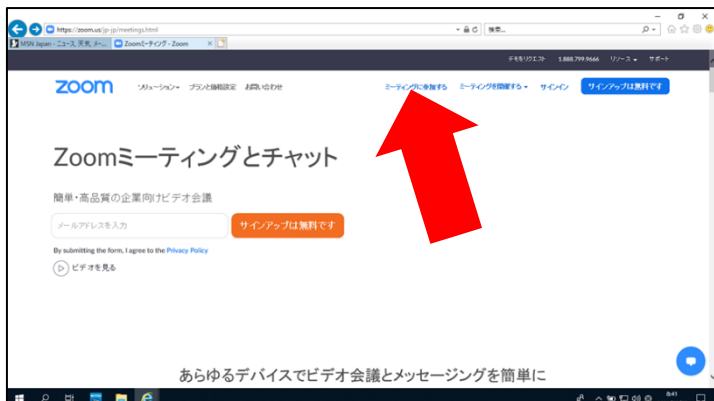 https://zoom.us/jp-jp/meetings.html
検索...
MSN Japan - ニュース, 天気, メー...
Zoomミーティング - Zoom
デモをリクエスト 1.888.799.9666 リソース サポート
zoom ソリューション プランと価格設定 お問い合わせ ミーティングに参加する ミーティングを開催する サインイン サインアップは無料です
Zoomミーティングとチャット
簡単・高品質の企業向けビデオ会議
メールアドレスを入力 サインアップは無料です
By submitting the form, I agree to the Privacy Policy
ビデオを見る
あらゆるデバイスでビデオ会議とメッセージングを簡単に
8:41